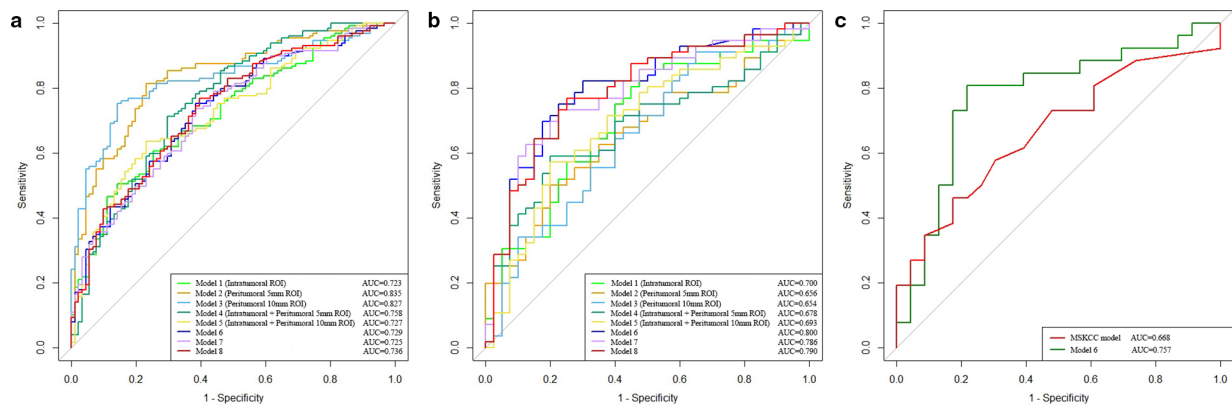 a
Sensitivity
1.0
0.8
0.6
0.4
0.2
0.0
Model 1 (Intratumoral ROI) AUC=0.723
Model 2 (Peritumoral 5mm ROI) AUC=0.835
Model 3 (Peritumoral 10mm ROI) AUC=0.827
Model 4 (Intratumoral + Peritumoral 5mm ROI) AUC=0.758
Model 5 (Intratumoral + Peritumoral 10mm ROI) AUC=0.727
Model 6 AUC=0.729
Model 7 AUC=0.725
Model 8 AUC=0.736
0.0 0.2 0.4 0.6 0.8 1.0
1 - Specificity
b
Sensitivity
1.0
0.8
0.6
0.4
0.2
0.0
Model 1 (Intratumoral ROI) AUC=0.700
Model 2 (Peritumoral 5mm ROI) AUC=0.656
Model 3 (Peritumoral 10mm ROI) AUC=0.654
Model 4 (Intratumoral + Peritumoral 5mm ROI) AUC=0.678
Model 5 (Intratumoral + Peritumoral 10mm ROI) AUC=0.693
Model 6 AUC=0.800
Model 7 AUC=0.786
Model 8 AUC=0.790
0.0 0.2 0.4 0.6 0.8 1.0
1 - Specificity
c
Sensitivity
1.0
0.8
0.6
0.4
0.2
0.0
MSKCC model AUC=0.668
Model 6 AUC=0.757
0.0 0.2 0.4 0.6 0.8 1.0
1 - Specificity